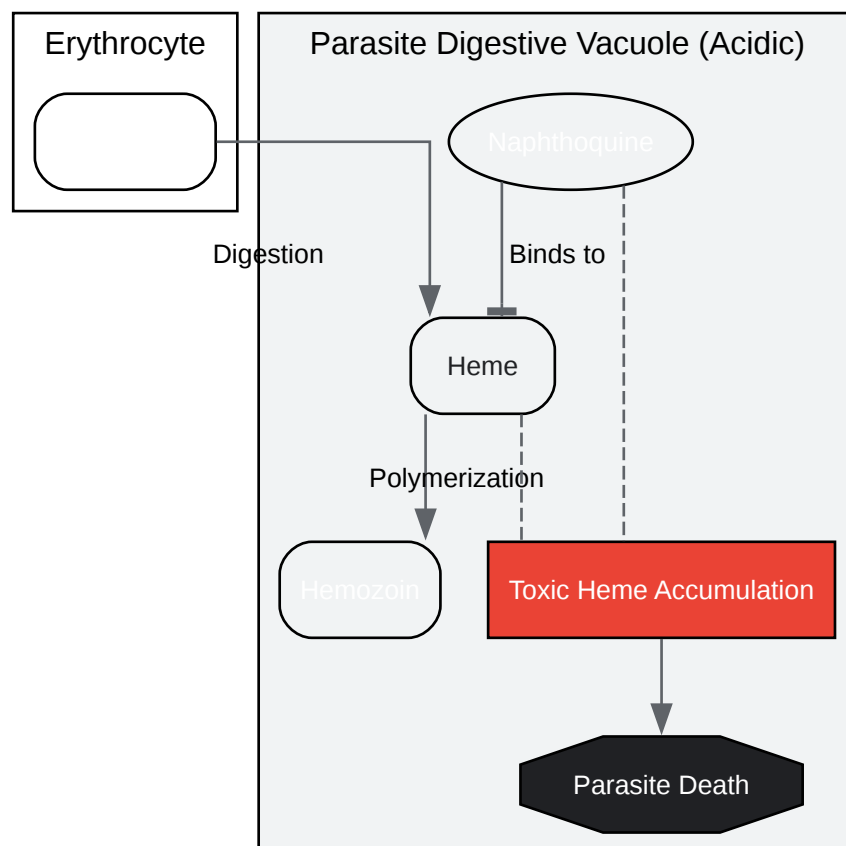 Erythrocyte
Parasite Digestive Vacuole (Acidic)
Naphthoquine
Digestion
Binds to
Heme
Polymerization
Hemozoin
Toxic Heme Accumulation
Parasite Death